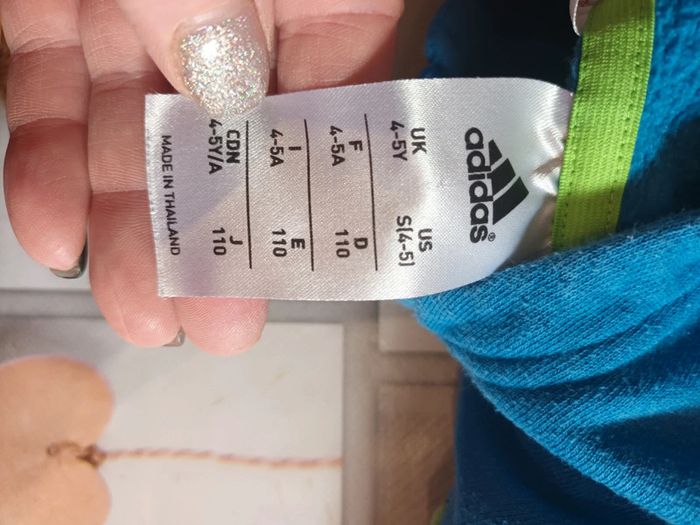 adidas®
UK US
4-5Y S(4-5)
F D
4-5A 110
I E
4-5A 110
CDN J
4-5Y/A 110
MADE IN THAILAND